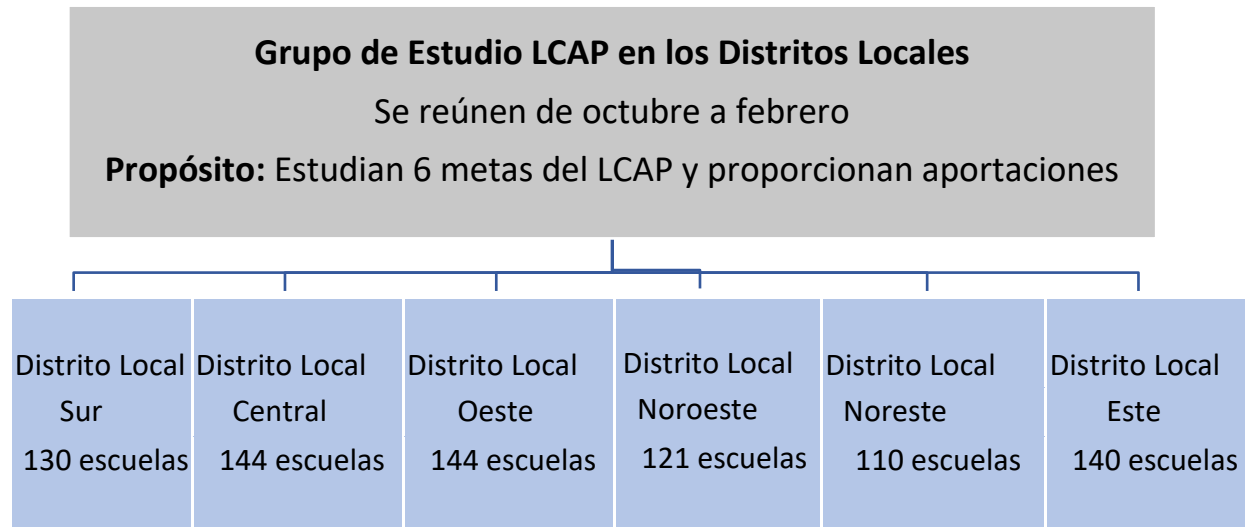 Grupo de Estudio LCAP en los Distritos Locales
Se reúnen de octubre a febrero
Propósito: Estudian 6 metas del LCAP y proporcionan aportaciones
Distrito Local
Sur
130 escuelas
Distrito Local
Central
144 escuelas
Distrito Local
Oeste
144 escuelas
Distrito Local
Noroeste
121 escuelas
Distrito Local
Noreste
110 escuelas
Distrito Local
Este
140 escuelas